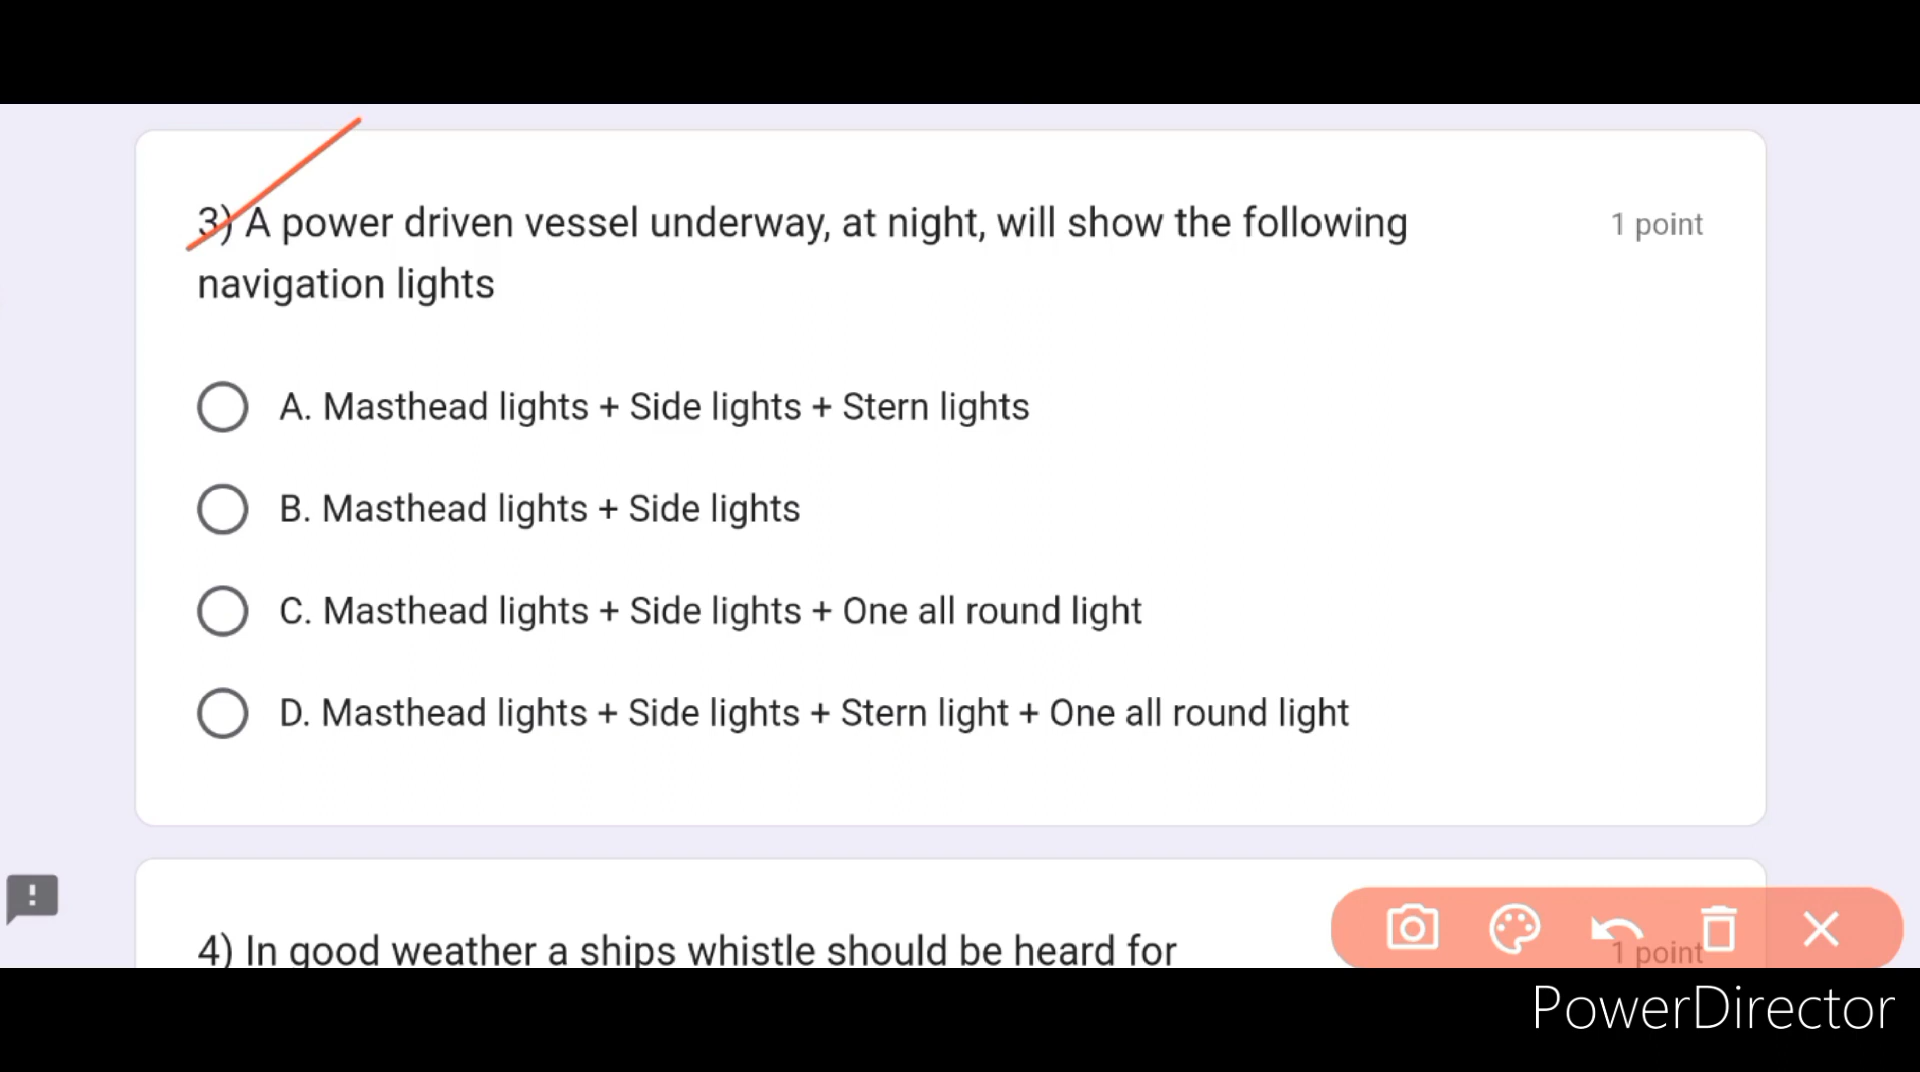 3) A power driven vessel underway, at night, will show the following
1 point
navigation lights
A. Masthead lights + Side lights + Stern lights
B. Masthead lights + Side lights
C. Masthead lights + Side lights + One all round light
D. Masthead lights + Side lights + Stern light + One all round light
4) In good weather a ships whistle should be heard for
1 point
PowerDirector